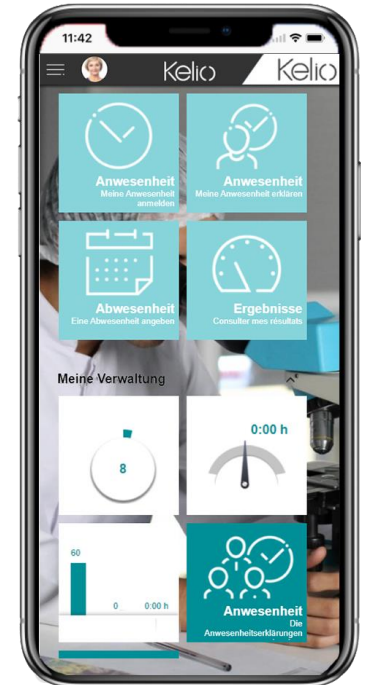 11:42
Kelio Kelio
Anwesenheit
Meine Anwesenheit
anmelden
Anwesenheit
Meine Anwesenheit erklären
Abwesenheit
Eine Abwesenheit angeben
Ergebnisse
Consulter mes résultats
Meine Verwaltung
8
0:00 h
60
0
0:00 h
Anwesenheit
Die
Anwesenheitserklärungen